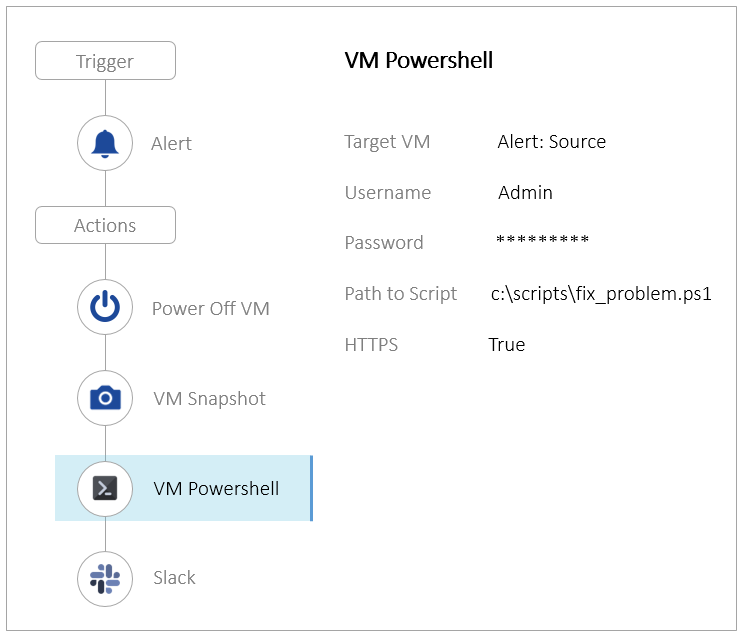 Trigger
Alert
Actions
Power Off VM
VM Snapshot
VM Powershell
Slack
VM Powershell
Target VM Alert: Source
Username Admin
Password *********
Path to Script c:\scripts\fix_problem.ps1
HTTPS True